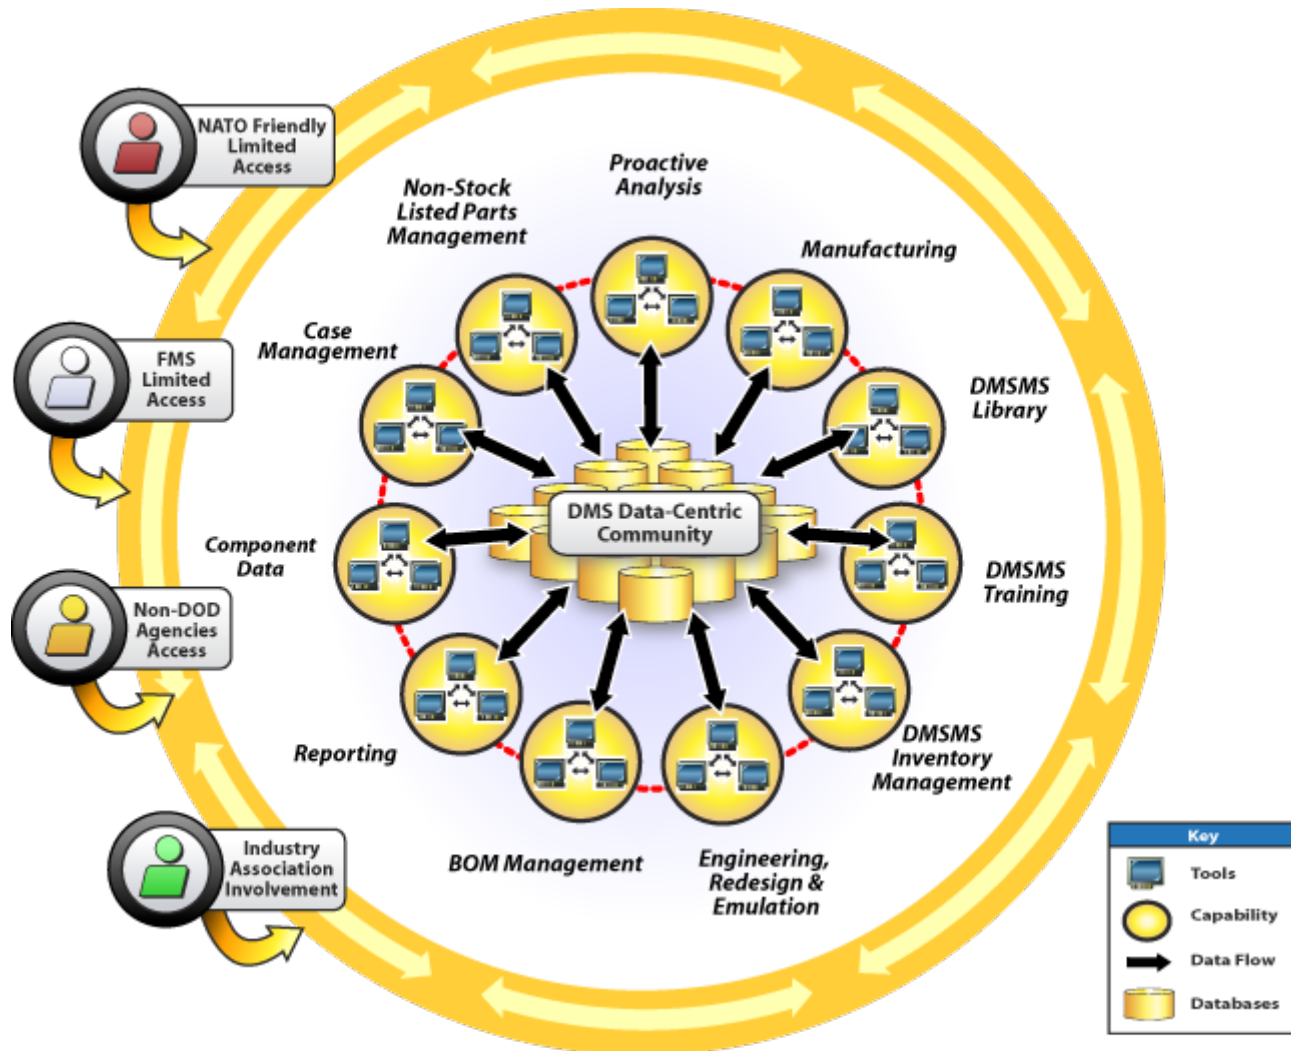 NATO Friendly
Limited
Access
FMS
Limited
Access
Non-DOD
Agencies
Access
Industry
Association
Involvement
Proactive
Analysis
Manufacturing
DMSMS
Library
DMSMS
Training
DMSMS
Inventory
Management
Engineering,
Redesign &
Emulation
BOM Management
Reporting
Component
Data
Case
Management
Non-Stock
Listed Parts
Management
DMS Data-Centric
Community
Key
Tools
Capability
Data Flow
Databases